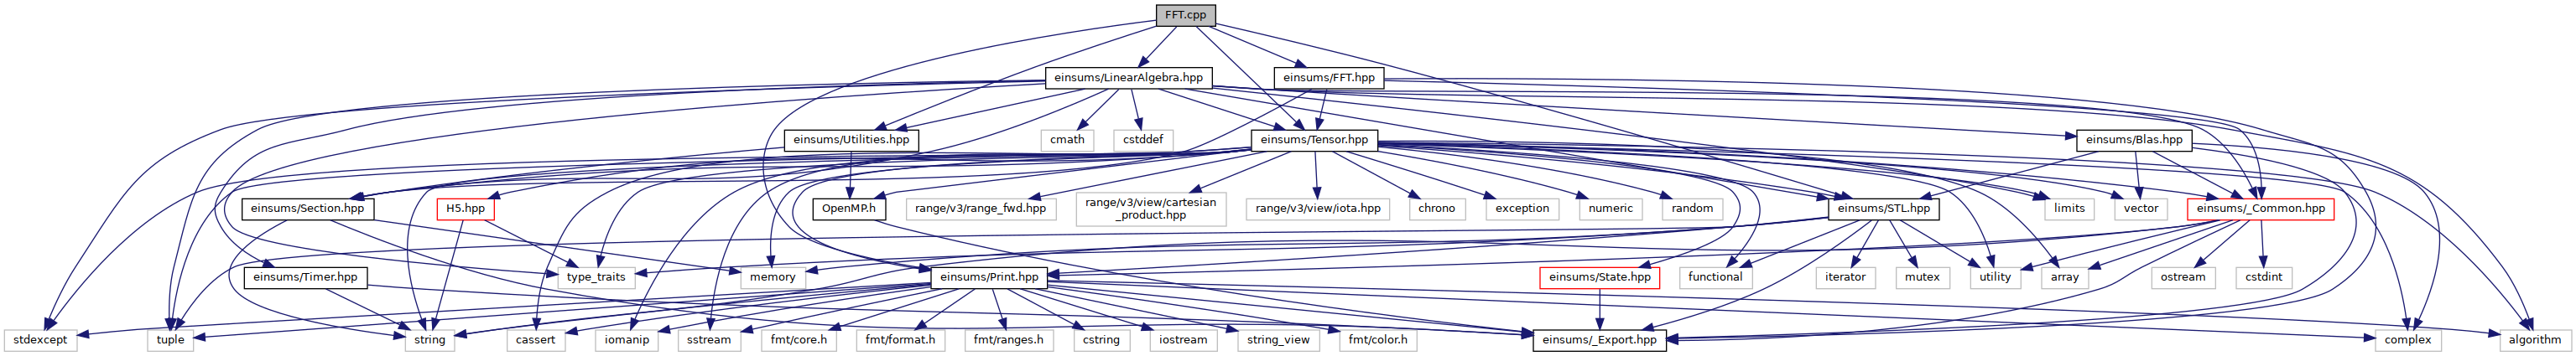 FFT.cpp
einsums/LinearAlgebra.hpp
einsums/FFT.hpp
einsums/Utilities.hpp
cmath
cstddef
einsums/Tensor.hpp
einsums/Blas.hpp
einsums/Section.hpp
H5.hpp
OpenMP.h
range/v3/range_fwd.hpp
range/v3/view/cartesian
_product.hpp
range/v3/view/iota.hpp
chrono
exception
numeric
random
einsums/STL.hpp
limits
vector
einsums/_Common.hpp
einsums/Timer.hpp
type_traits
memory
einsums/Print.hpp
einsums/State.hpp
functional
iterator
mutex
utility
array
ostream
cstdint
stdexcept
tuple
string
cassert
iomanip
sstream
fmt/core.h
fmt/format.h
fmt/ranges.h
cstring
iostream
string_view
fmt/color.h
einsums/_Export.hpp
complex
algorithm